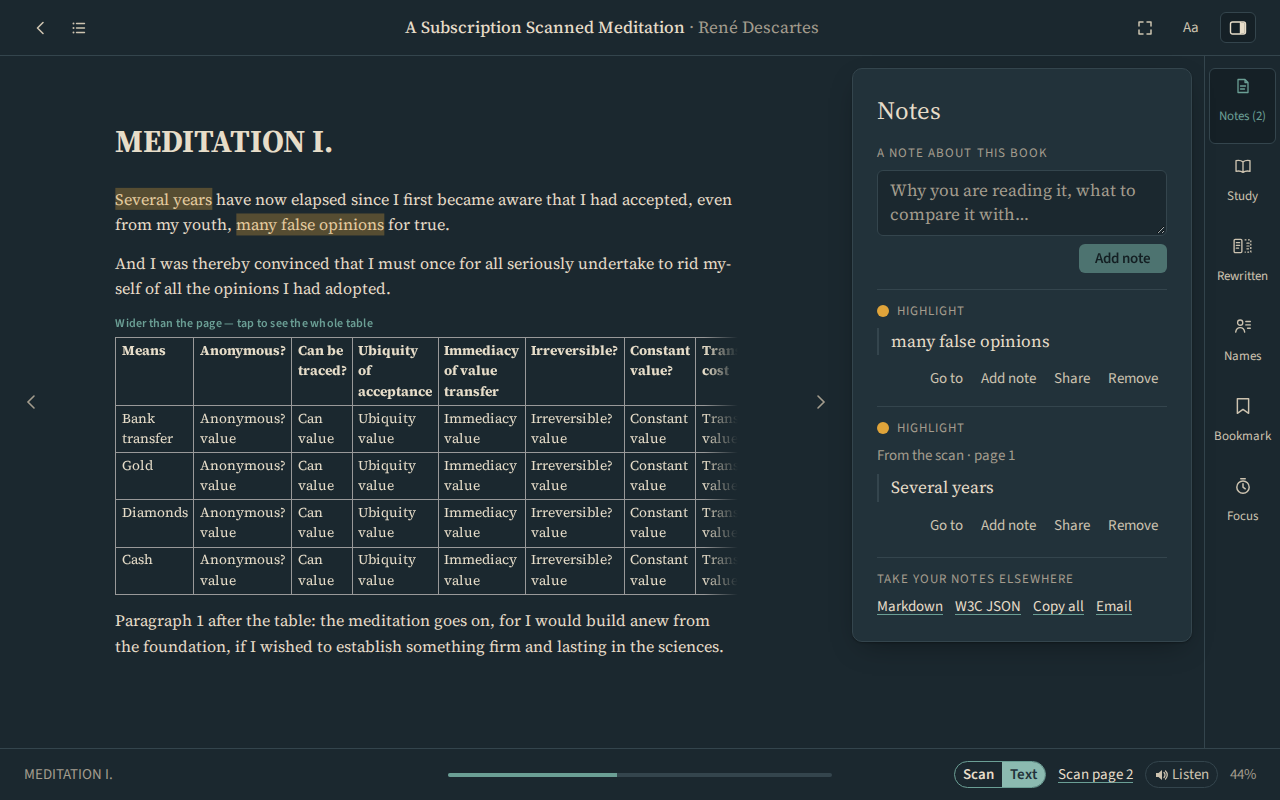 A Subscription Scanned Meditation · René Descartes
Aa
MEDITATION I.
Several years have now elapsed since I first became aware that I had accepted, even
from my youth, many false opinions for true.
And I was thereby convinced that I must once for all seriously undertake to rid my-
self of all the opinions I had adopted.
Wider than the page — tap to see the whole table
Means Anonymous? Can be traced? Ubiquity of acceptance Immediacy of value transfer Irreversible? Constant value? cost
Bank transfer Anonymous? value Can value Ubiquity value Immediacy value Irreversible? value Constant value value
Gold Anonymous? value Can value Ubiquity value Immediacy value Irreversible? value Constant value value
Diamonds Anonymous? value Can value Ubiquity value Immediacy value Irreversible? value Constant value value
Cash Anonymous? value Can value Ubiquity value Immediacy value Irreversible? value Constant value value
Paragraph 1 after the table: the meditation goes on, for I would build anew from
the foundation, if I wished to establish something firm and lasting in the sciences.
Notes
A NOTE ABOUT THIS BOOK
Why you are reading it, what to
compare it with…
Add note
HIGHLIGHT
many false opinions
Go to Add note Share Remove
HIGHLIGHT
From the scan · page 1
Several years
Go to Add note Share Remove
TAKE YOUR NOTES ELSEWHERE
Markdown W3C JSON Copy all Email
Notes (2)
Study
Rewritten
Names
Bookmark
Focus
MEDITATION I.
Scan Text Scan page 2 Listen 44%